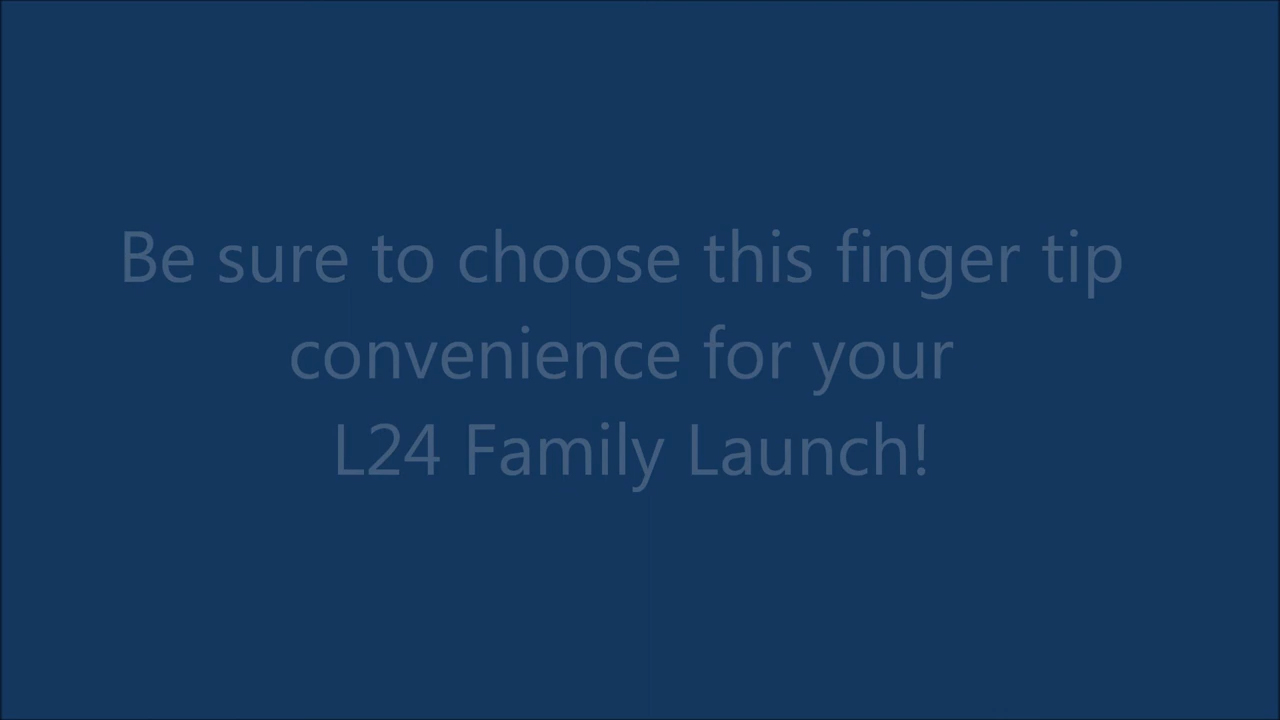 Be sure to choose this finger tip
convenience for your
L24 Family Launch!